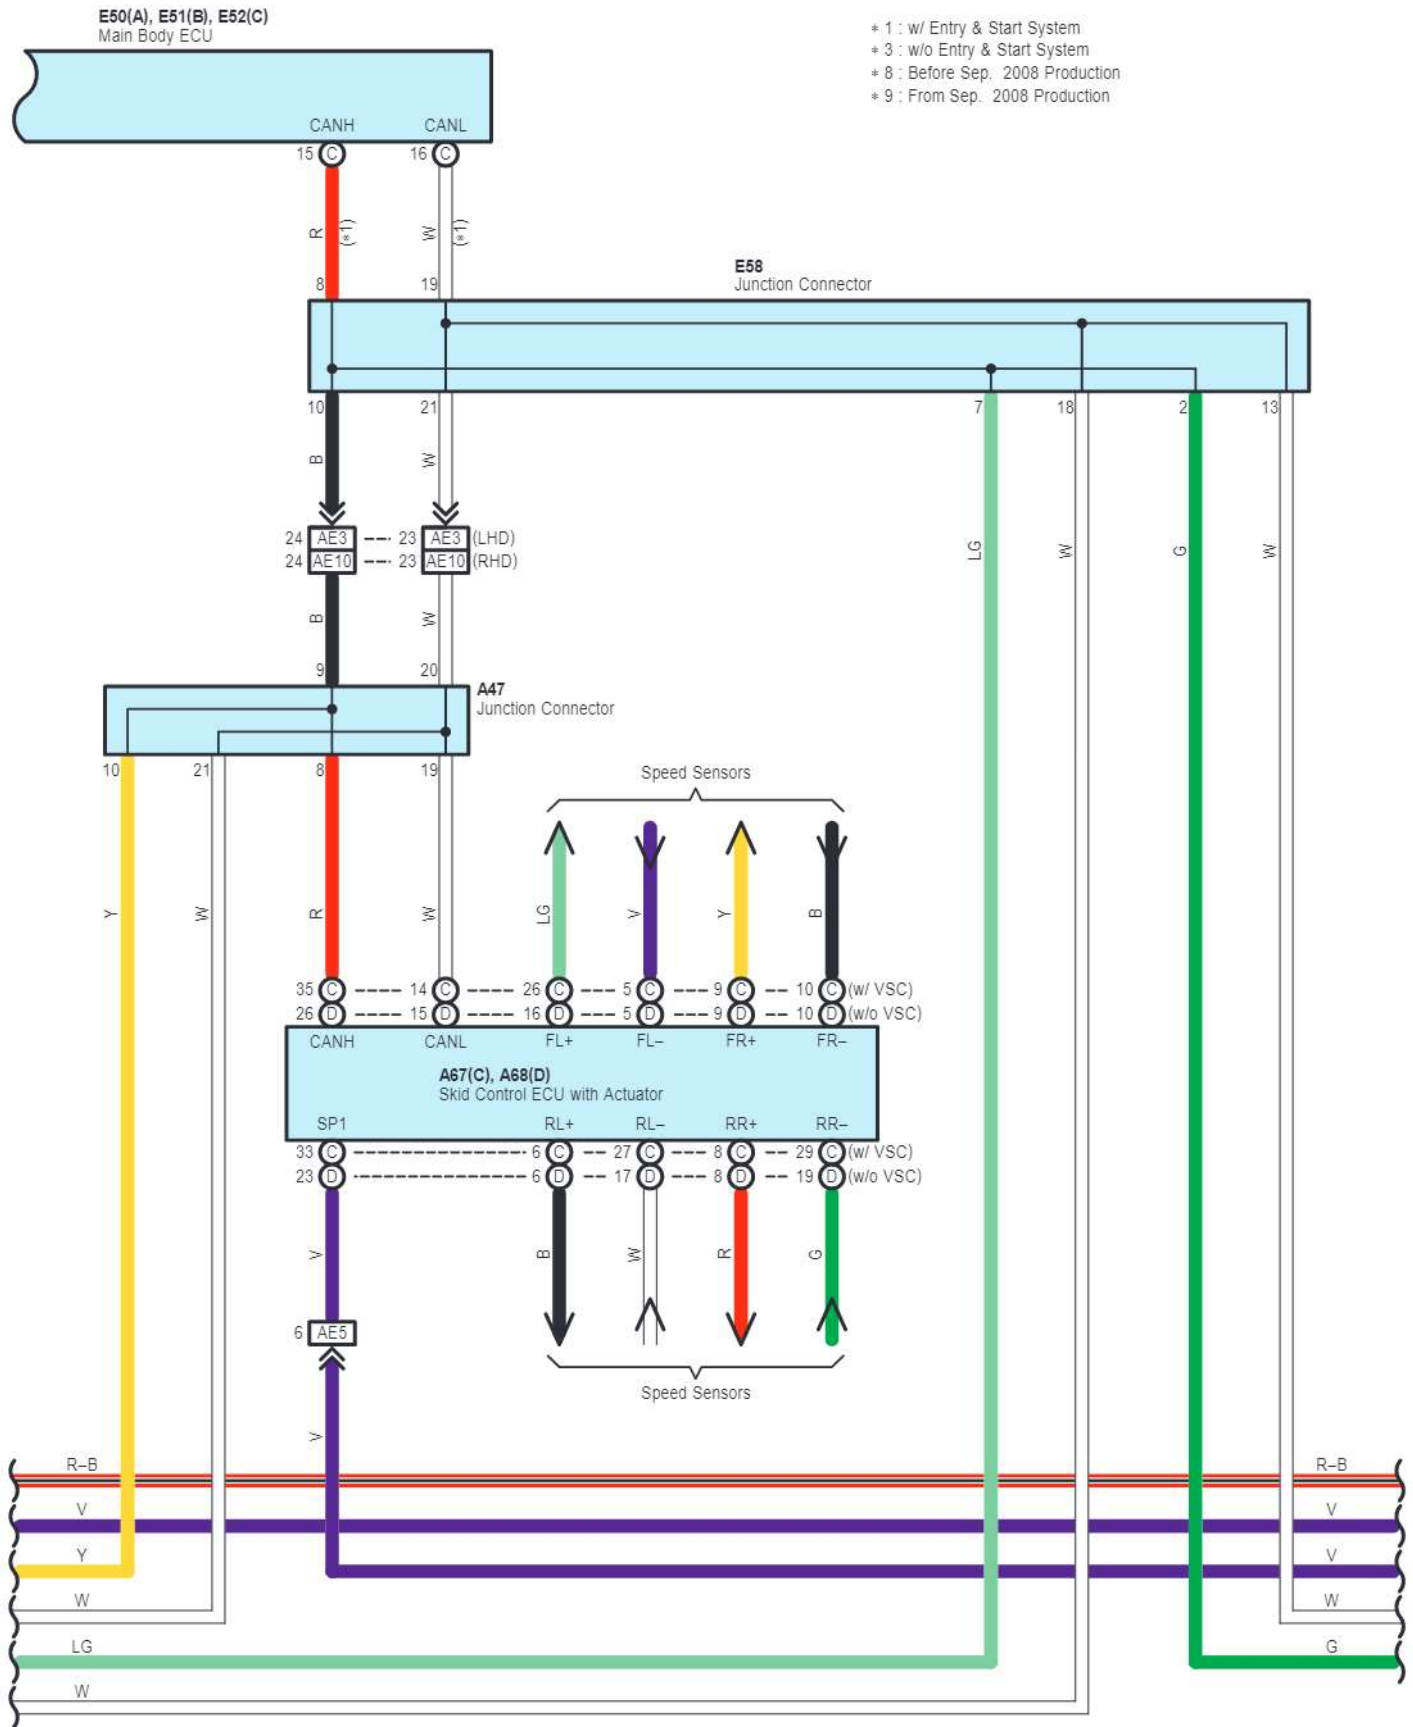 E50(A), E51(B), E52(C)
Main Body ECU
∗ 1 : w/ Entry & Start System
∗ 3 : w/o Entry & Start System
∗ 8 : Before Sep. 2008 Production
∗ 9 : From Sep. 2008 Production
CANH CANL
15 C 16 C
R (∗1) W (∗1)
E58
Junction Connector
8 19
10 21 7 18 2 13
B W
24 AE3 23 AE3 (LHD)
24 AE10 23 AE10 (RHD)
LG W G W
B W
9 20
A47
Junction Connector
10 21 8 19
Speed Sensors
Y W R W LG V Y B
35 C 14 C 26 C 5 C 9 C 10 C (w/ VSC)
26 D 15 D 16 D 5 D 9 D 10 D (w/o VSC)
CANH CANL FL+ FL– FR+ FR–
A67(C), A68(D)
Skid Control ECU with Actuator
SP1 RL+ RL– RR+ RR–
33 C 6 C 27 C 8 C 29 C (w/ VSC)
23 D 6 D 17 D 8 D 19 D (w/o VSC)
V B W R G
6 AE5
Speed Sensors
V
R–B R–B
V V
Y V
W W
LG G
W